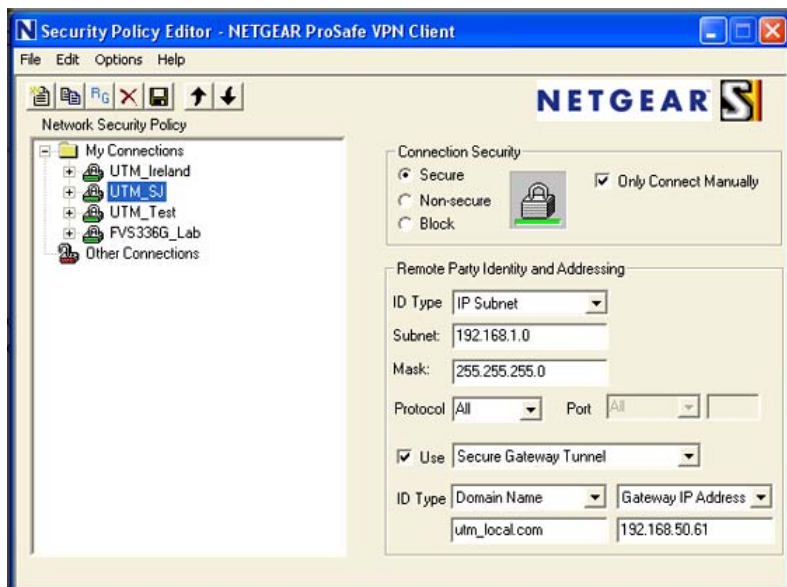 Security Policy Editor - NETGEAR ProSafe VPN Client
File Edit Options Help
RG
NETGEAR
Network Security Policy
My Connections
UTM_Ireland
UTM_SJ
UTM_Test
FVS336G_Lab
Other Connections
Connection Security
Secure
Non-secure
Block
Only Connect Manually
Remote Party Identity and Addressing
ID Type IP Subnet
Subnet: 192.168.1.0
Mask: 255.255.255.0
Protocol All Port All
Use Secure Gateway Tunnel
ID Type Domain Name Gateway IP Address
utm_local.com 192.168.50.61